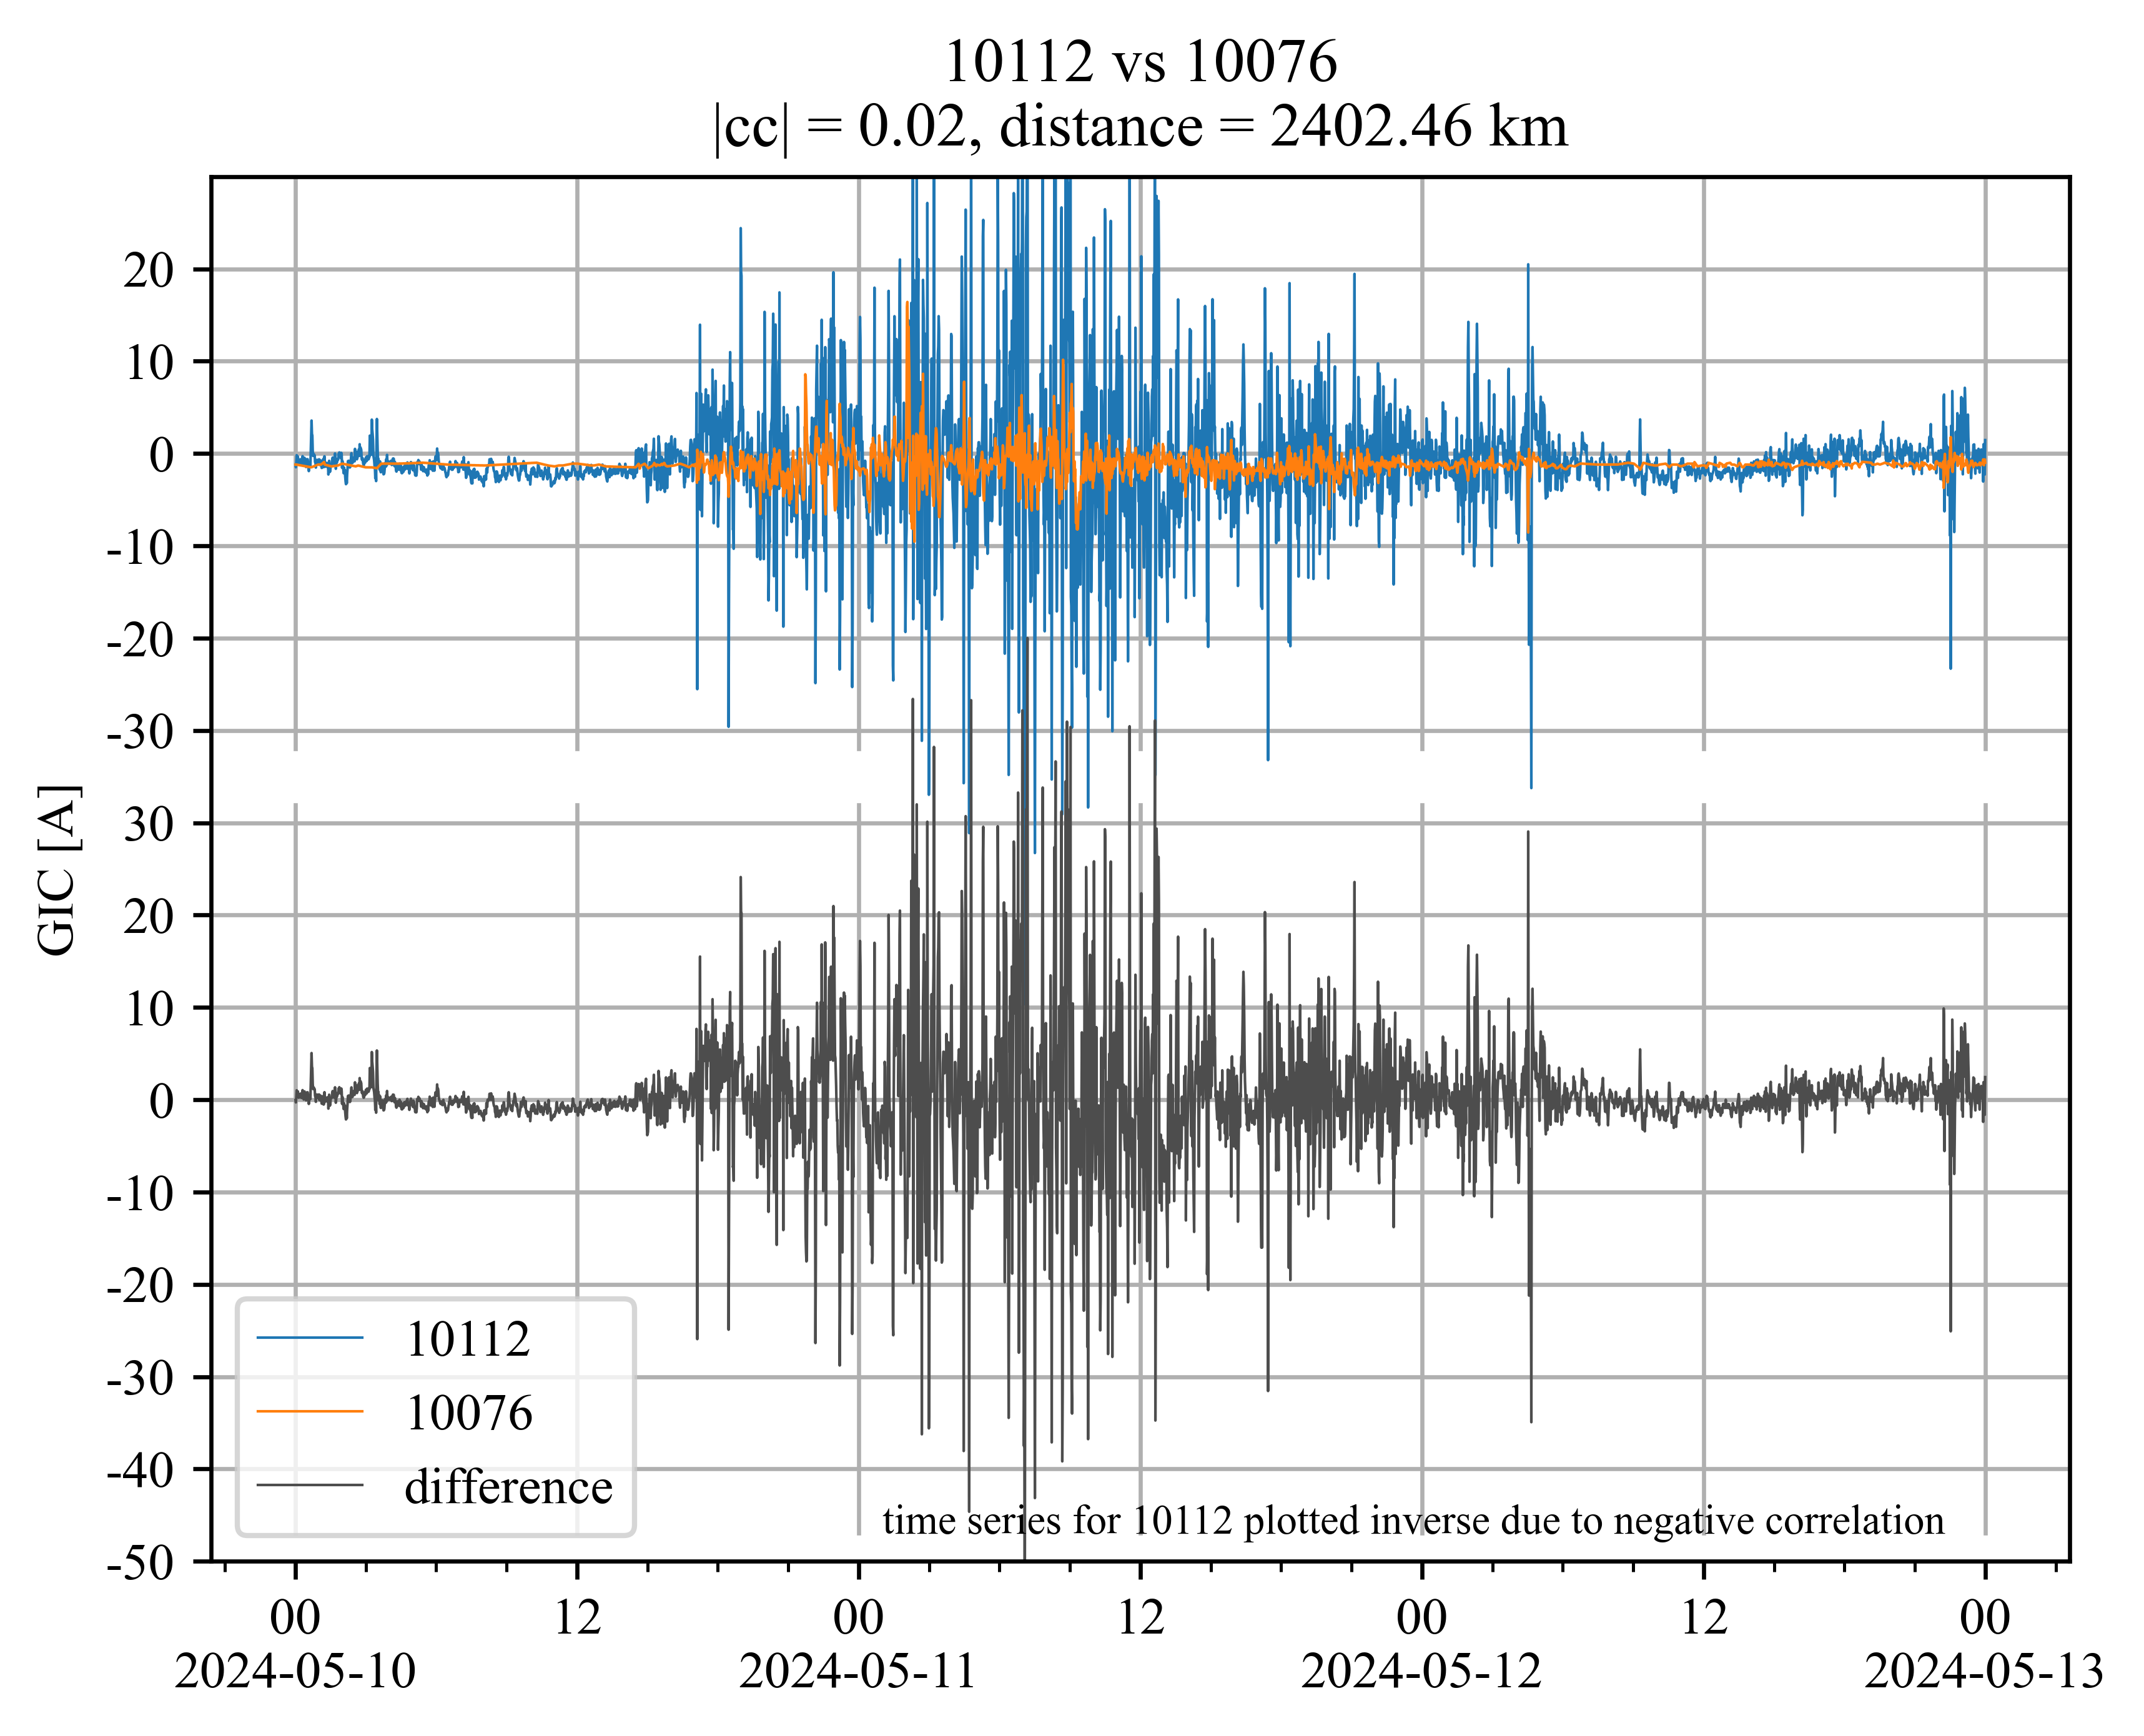 10112 vs 10076
|cc| = 0.02, distance = 2402.46 km
GIC [A]
20
10
0
-10
-20
-30
30
20
10
0
-10
-20
-30
-40
-50
10112
10076
difference
time series for 10112 plotted inverse due to negative correlation
00 12 00 12 00 12 00
2024-05-10 2024-05-11 2024-05-12 2024-05-13